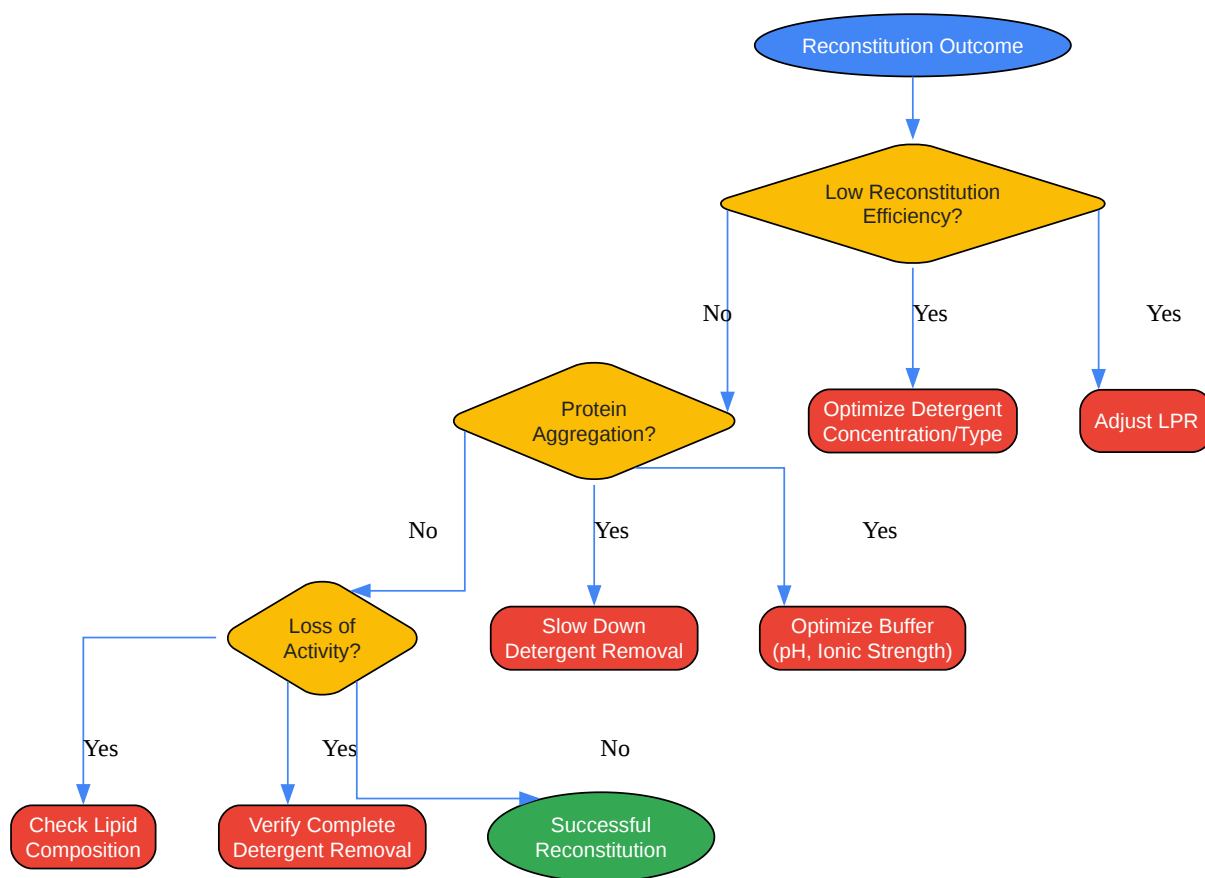 Reconstitution Outcome
Low Reconstitution
Efficiency?
No
Yes
Yes
Protein
Aggregation?
Optimize Detergent
Concentration/Type
Adjust LPR
No
Yes
Yes
Loss of
Activity?
Slow Down
Detergent Removal
Optimize Buffer
(pH, Ionic Strength)
Yes
Yes
No
Check Lipid
Composition
Verify Complete
Detergent Removal
Successful
Reconstitution